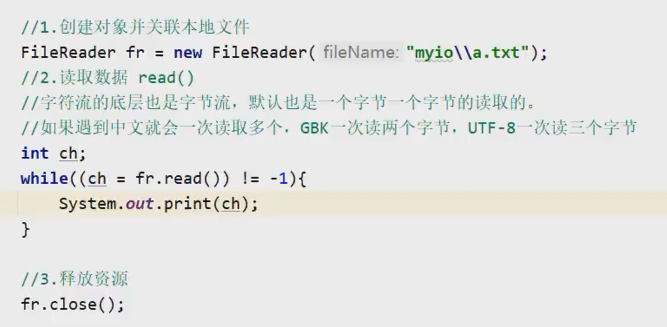 //1.创建对象并关联本地文件
FileReader fr = new FileReader( fileName: "myio\\a.txt");
//2.读取数据 read()
//字符流的底层也是字节流，默认也是一个字节一个字节的读取的。
//如果遇到中文就会一次读取多个，GBK一次读两个字节，UTF-8一次读三个字节
int ch;
while((ch = fr.read()) != -1){
    System.out.print(ch);
}
//3.释放资源
fr.close();